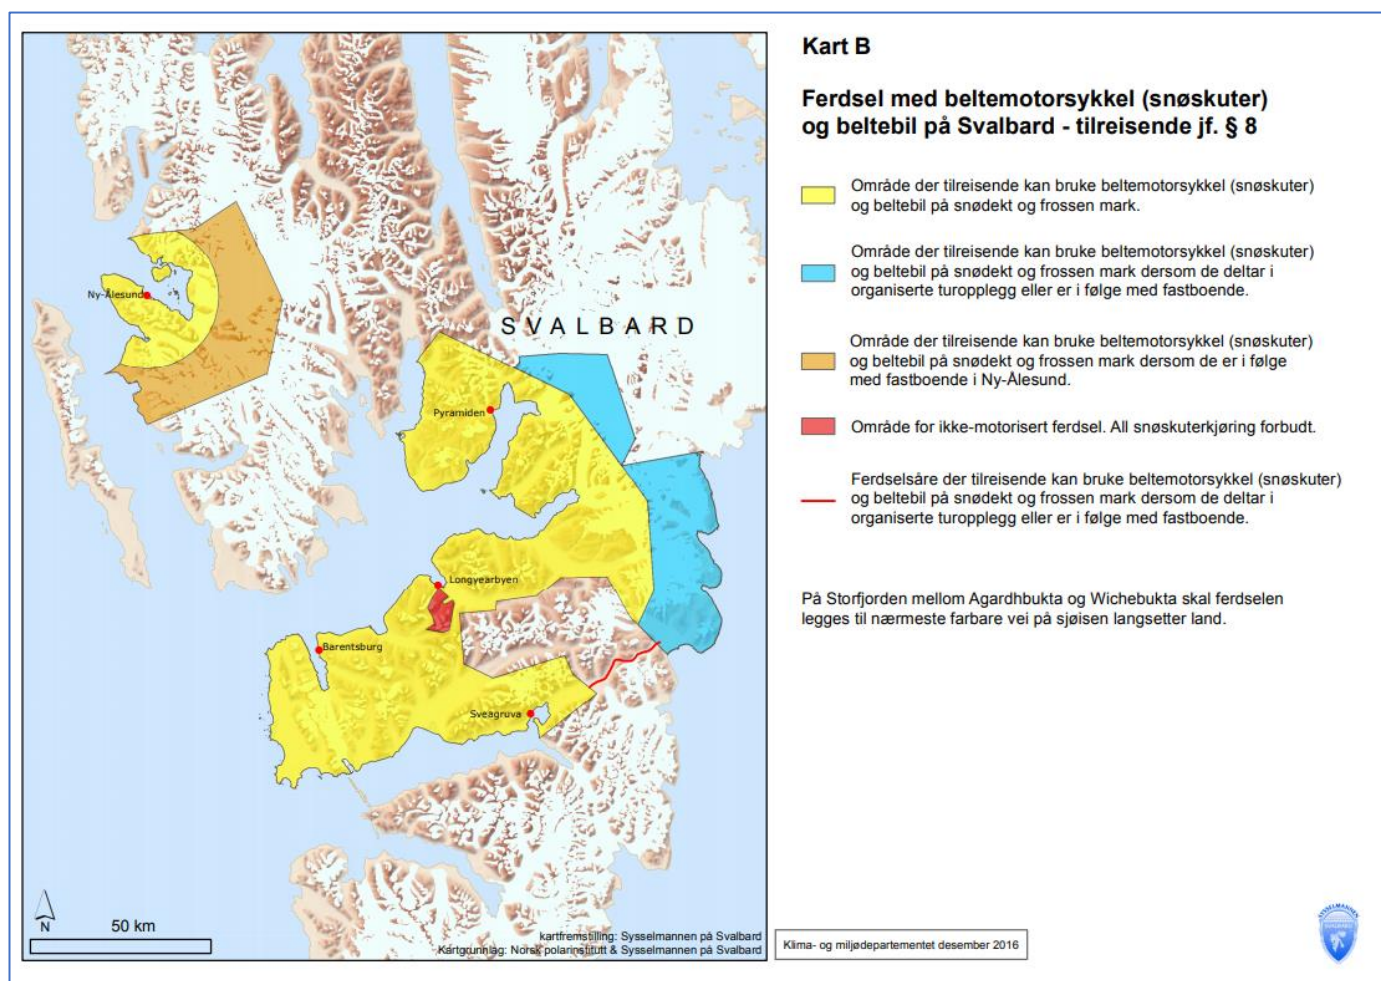 Kart B
Ferdsel med beltemotorsykkel (snøskuter)
og beltebil på Svalbard - tilreisende jf. § 8
Område der tilreisende kan bruke beltemotorsykkel (snøskuter)
og beltebil på snødekt og frossen mark.
Område der tilreisende kan bruke beltemotorsykkel (snøskuter)
og beltebil på snødekt og frossen mark dersom de deltar i
organiserte turopplegg eller er i følge med fastboende.
Område der tilreisende kan bruke beltemotorsykkel (snøskuter)
og beltebil på snødekt og frossen mark dersom de er i følge
med fastboende i Ny-Ålesund.
Område for ikke-motorisert ferdsel. All snøskuterkjøring forbudt.
Ferdselsåre der tilreisende kan bruke beltemotorsykkel (snøskuter)
og beltebil på snødekt og frossen mark dersom de deltar i
organiserte turopplegg eller er i følge med fastboende.
På Storfjorden mellom Agardhbukta og Wichebukta skal ferdselen
legges til nærmeste farbare vei på sjøisen langsetter land.
Ny-Ålesund
SVALBARD
Pyramiden
Longyearbyen
Barentsburg
Sveagruva
N
50 km
kartfremstilling: Sysselmannen på Svalbard
Kartgrunnlag: Norsk polarinstitutt & Sysselmannen på Svalbard
Klima- og miljødepartementet desember 2016
SYSSELMANNEN
SVALBARD